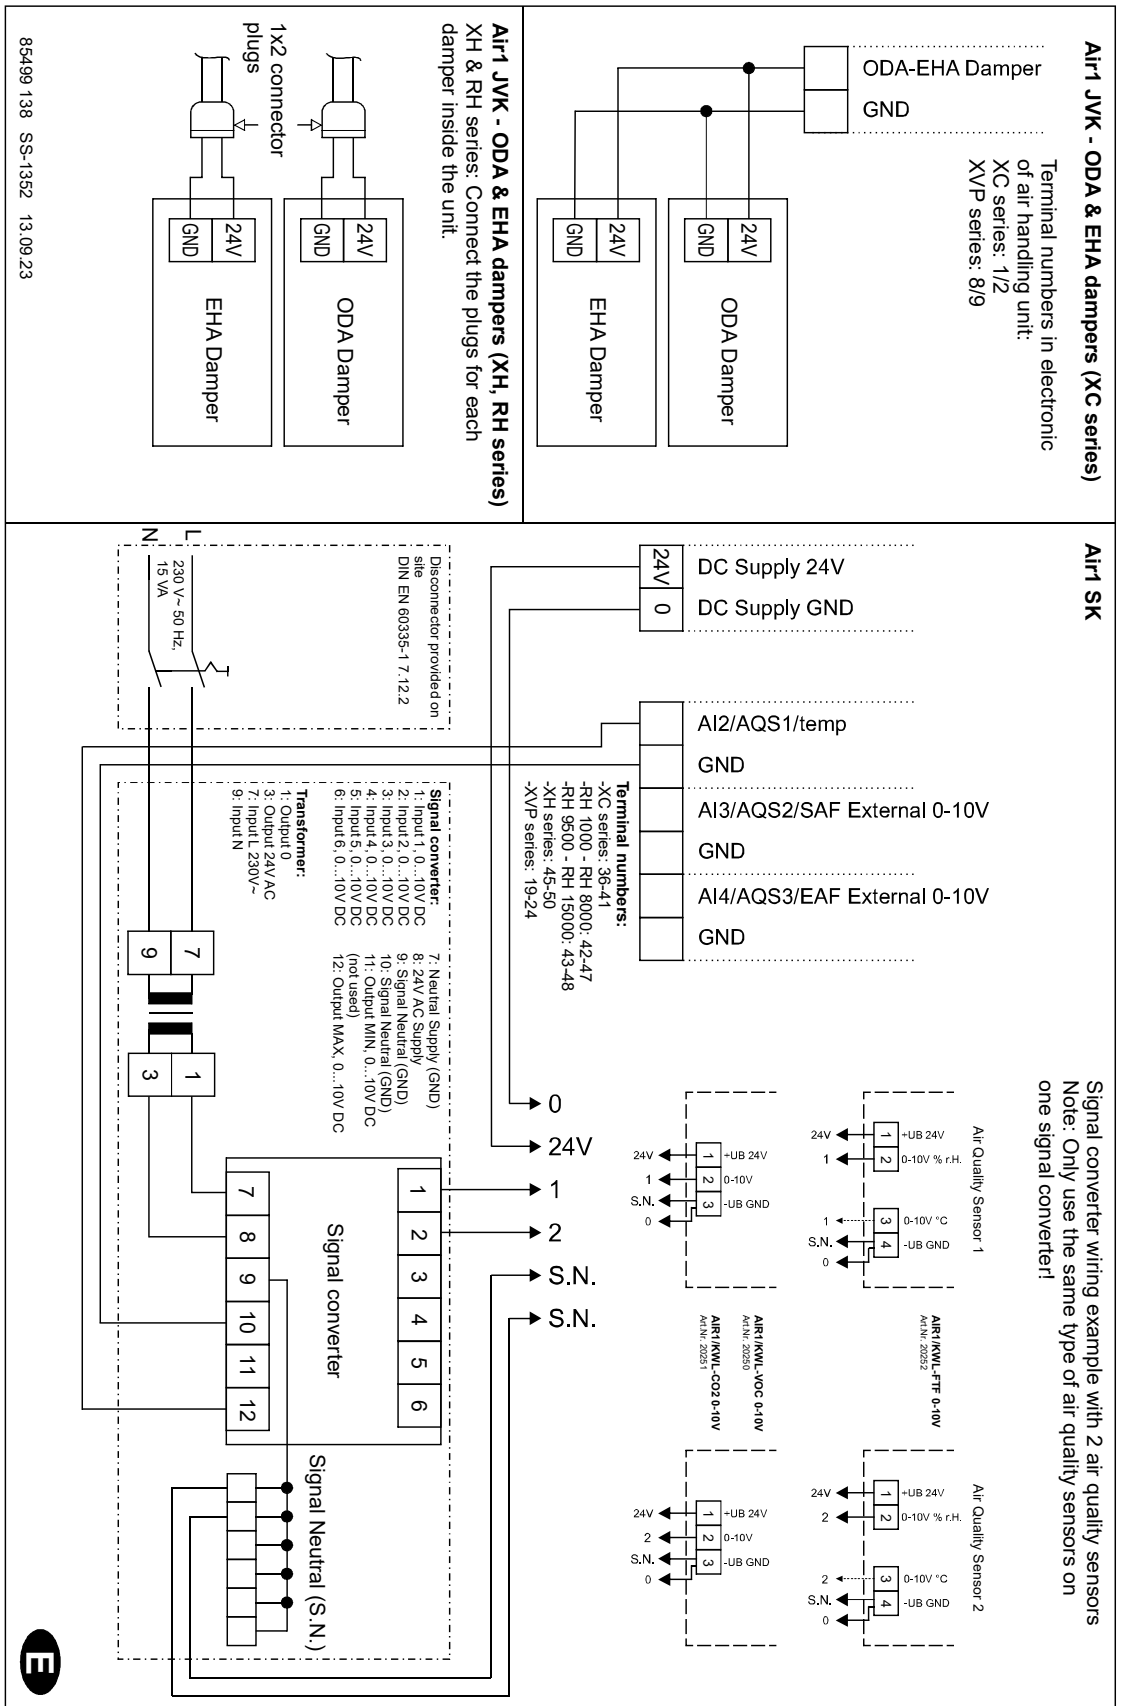 Air1 JVK - ODA & EHA dampers (XC series)
ODA-EHA Damper
GND
Terminal numbers in electronic
of air handling unit:
XC series: 1/2
XVP series: 8/9
24V
GND
ODA Damper
24V
GND
EHA Damper
Air1 JVK - ODA & EHA dampers (XH, RH series)
XH & RH series: Connect the plugs for each
damper inside the unit.
1x2 connector
plugs
24V
GND
ODA Damper
24V
GND
EHA Damper
85499 138 SS-1352 13.09.23
Air1 SK
Signal converter wiring example with 2 air quality sensors
Note: Only use the same type of air quality sensors on
one signal converter!
24V
0
DC Supply 24V
DC Supply GND
AI2/AQS1/temp
GND
AI3/AQS2/SAF External 0-10V
GND
AI4/AQS3/EAF External 0-10V
GND
Terminal numbers:
-XC series: 36-41
-RH 1000 - RH 8000: 42-47
-RH 9500 - RH 15000: 43-48
-XH series: 45-50
-XVP series: 19-24
Air Quality Sensor 1
24V
1
+UB 24V
1
2
0-10V % r.H.
1
3
0-10V °C
S.N.
4
-UB GND
0
AIR1/KWL-FTF 0-10V
Art.Nr. 20252
Air Quality Sensor 2
24V
1
+UB 24V
2
2
0-10V % r.H.
2
3
0-10V °C
S.N.
4
-UB GND
0
24V
1
+UB 24V
1
2
0-10V
S.N.
3
-UB GND
0
AIR1/KWL-VOC 0-10V
Art.Nr. 20250
AIR1/KWL-CO2 0-10V
Art.Nr. 20251
24V
1
+UB 24V
2
2
0-10V
S.N.
3
-UB GND
0
0
24V
1
2
S.N.
S.N.
Disconnector provided on
site
DIN EN 60335-1 7.12.2
L
N
230 V~ 50 Hz,
15 VA
Signal converter:
1: Input 1, 0...10V DC
2: Input 2, 0...10V DC
3: Input 3, 0...10V DC
4: Input 4, 0...10V DC
5: Input 5, 0...10V DC
6: Input 6, 0...10V DC
7: Neutral Supply (GND)
8: 24V AC Supply
9: Signal Neutral (GND)
10: Signal Neutral (GND)
11: Output MIN, 0...10V DC
(not used)
12: Output MAX, 0...10V DC
Transformer:
1: Output 0
3: Output 24V AC
7: Input L 230V~
9: Input N
7
9
1
3
1
2
3
4
5
6
Signal converter
7
8
9
10
11
12
Signal Neutral (S.N.)
E